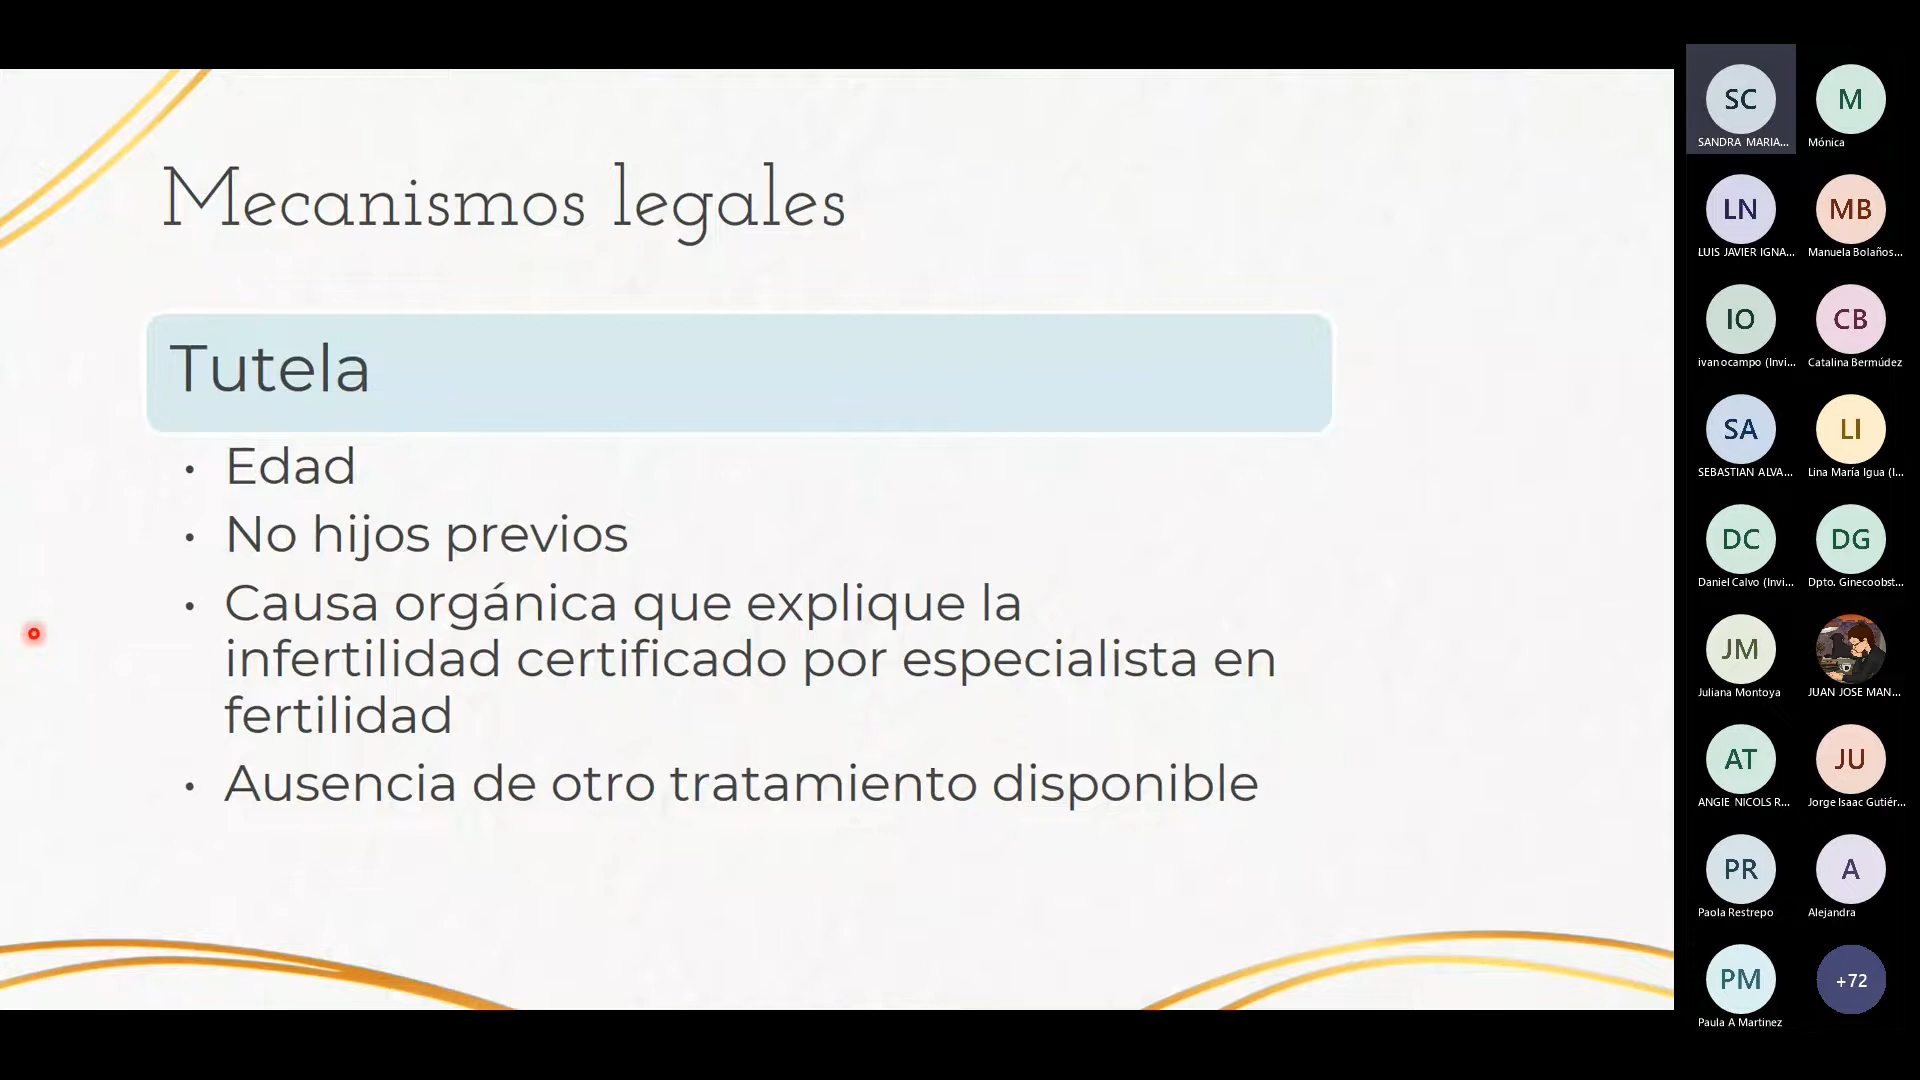 Mecanismos legales
Tutela
• Edad
• No hijos previos
• Causa orgánica que explique la
infertilidad certificado por especialista en
fertilidad
• Ausencia de otro tratamiento disponible
SC
SANDRA MARIA...
M
Mónica
LN
LUIS JAVIER IGNA...
MB
Manuela Bolaños...
IO
ivan ocampo (Invi...
CB
Catalina Bermúdez
SA
SEBASTIAN ALVA...
LI
Lina María Igua (I...
DC
Daniel Calvo (Invi...
DG
Dpto. Ginecoobst...
JM
Juliana Montoya
JUAN JOSE MAN...
AT
ANGIE NICOLS R...
JU
Jorge Isaac Gutiér...
PR
Paola Restrepo
A
Alejandra
PM
Paula A Martinez
+72